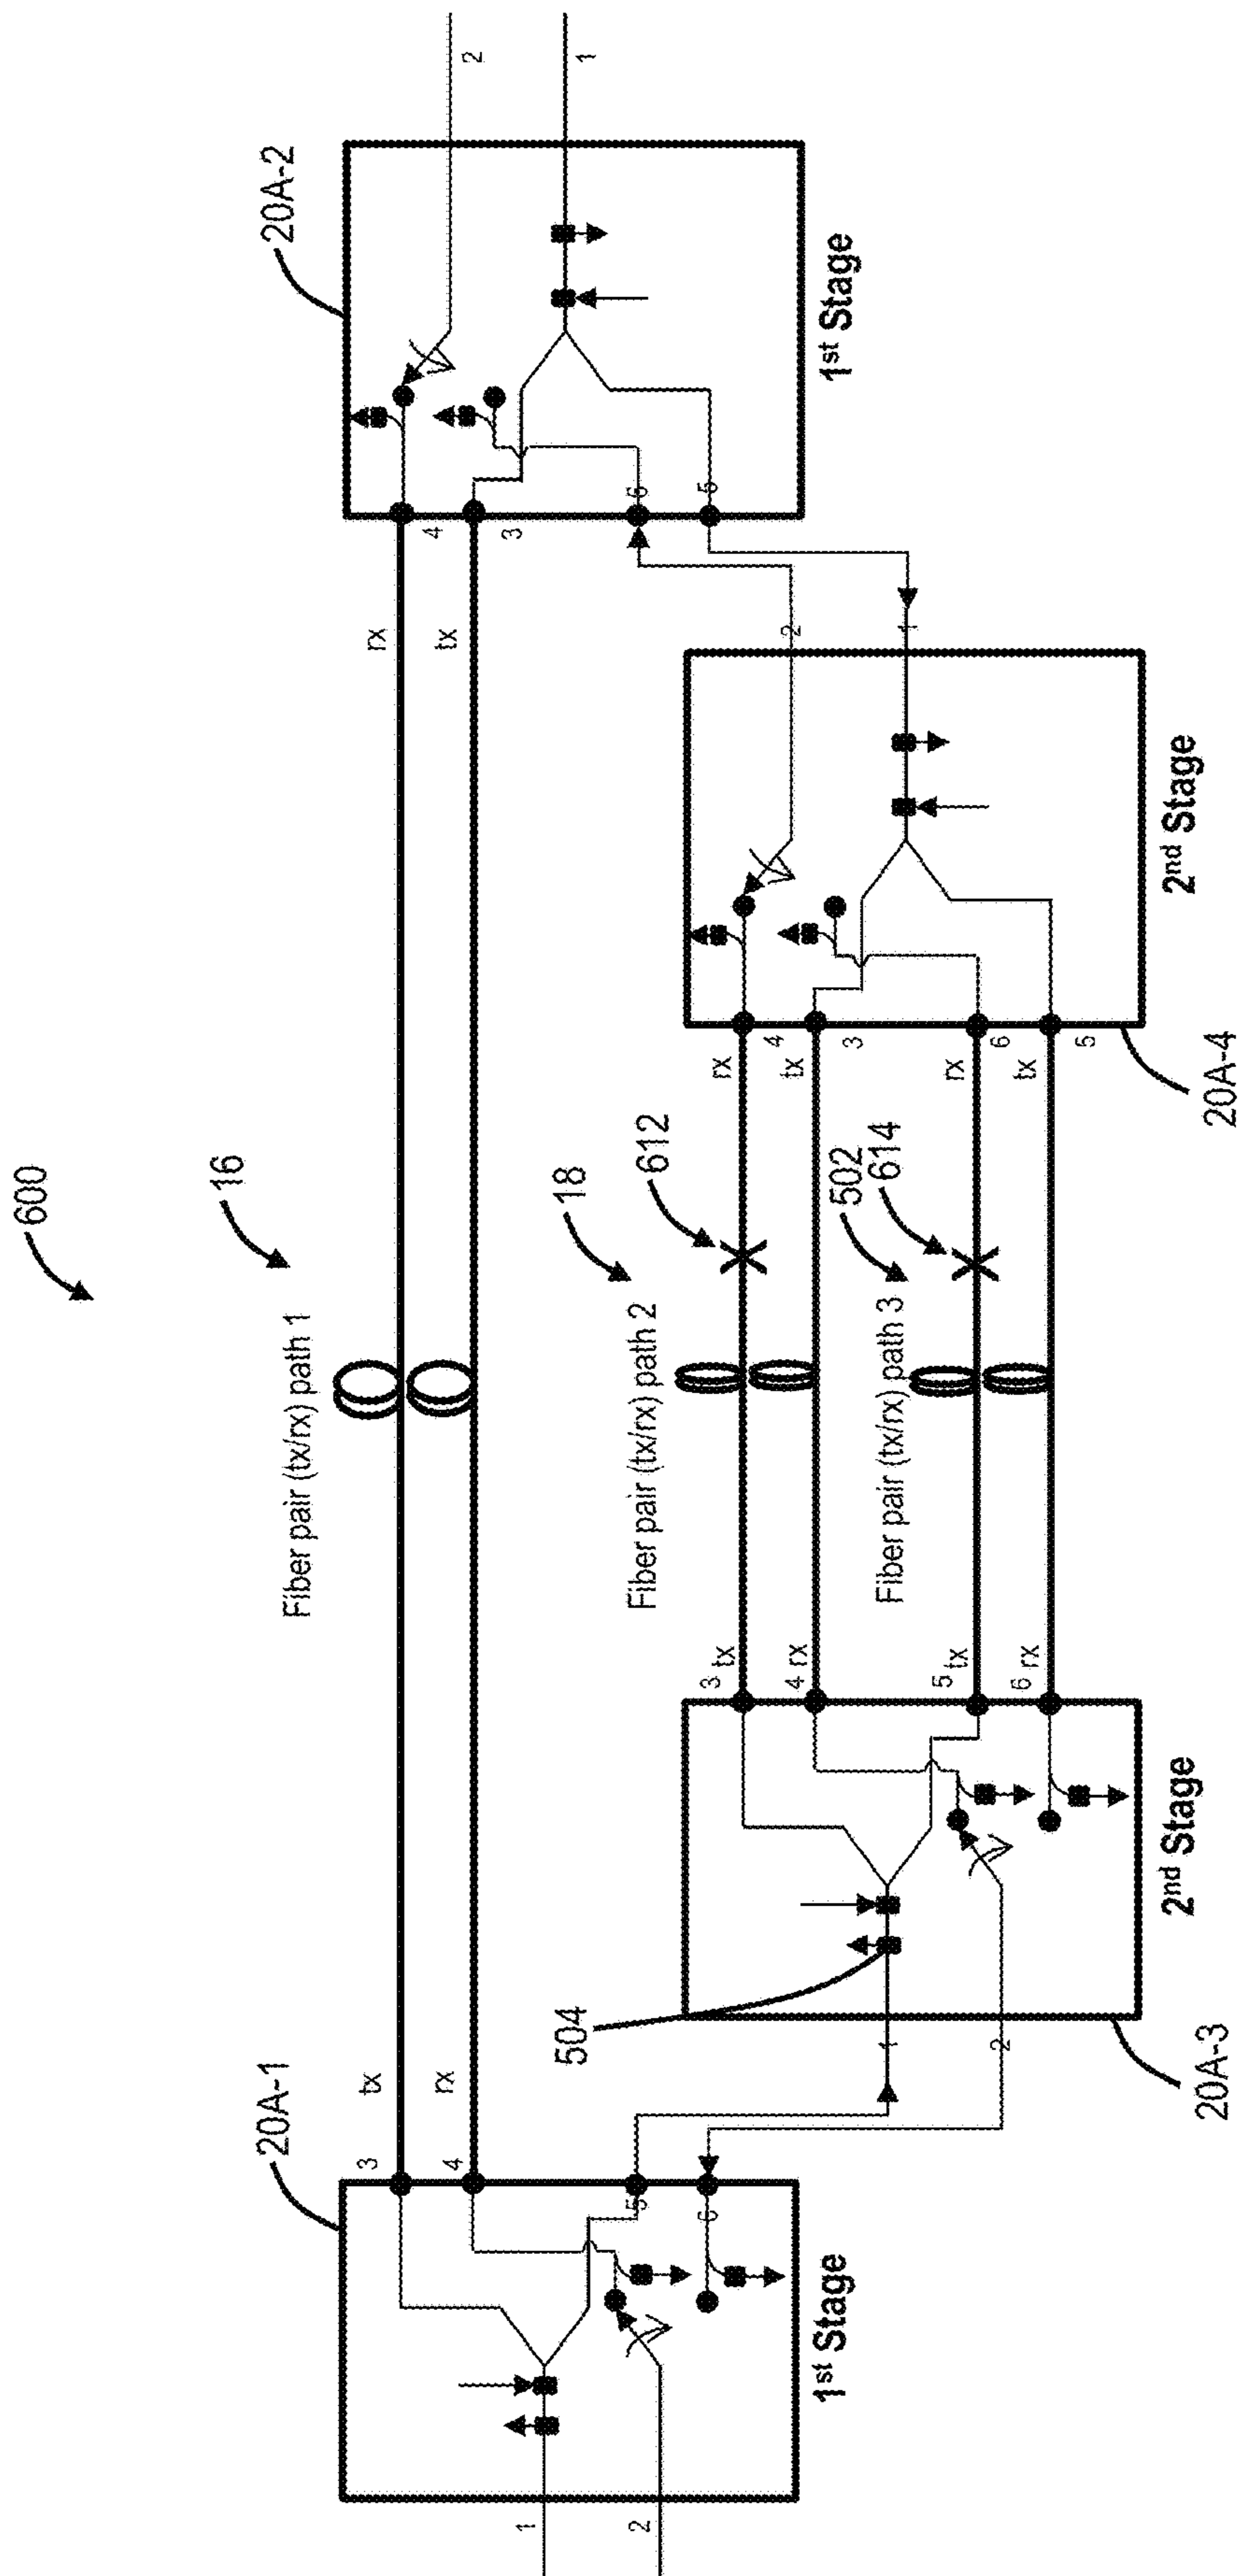 600
16
Fiber pair (tx/rx) path 1
18
Fiber pair (tx/rx) path 2
612
502
614
Fiber pair (tx/rx) path 3
20A-1
1
2
3
tx
4
rx
5
6
1st Stage
20A-2
2
1
rx
4
tx
3
6
5
1st Stage
504
1
2
3
tx
4
rx
5
tx
6
rx
2nd Stage
20A-3
2
1
rx
4
tx
3
rx
6
tx
5
2nd Stage
20A-4